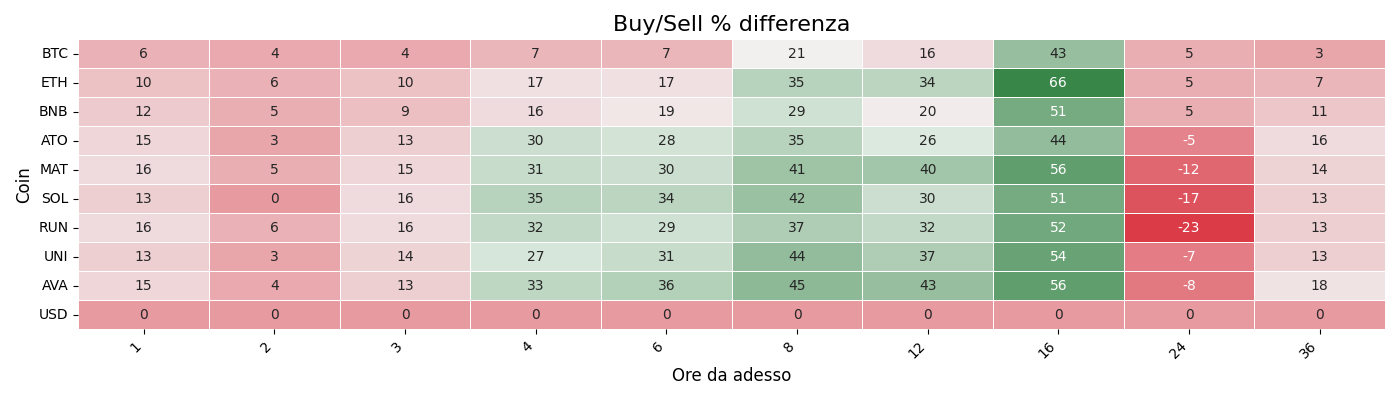 Buy/Sell % differenza
BTC 6 4 4 7 7 21 16 43 5 3
ETH 10 6 10 17 17 35 34 66 5 7
BNB 12 5 9 16 19 29 20 51 5 11
ATO 15 3 13 30 28 35 26 44 -5 16
MAT 16 5 15 31 30 41 40 56 -12 14
SOL 13 0 16 35 34 42 30 51 -17 13
RUN 16 6 16 32 29 37 32 52 -23 13
UNI 13 3 14 27 31 44 37 54 -7 13
AVA 15 4 13 33 36 45 43 56 -8 18
USD 0 0 0 0 0 0 0 0 0 0
Coin
1 2 3 4 6 8 12 16 24 36
Ore da adesso